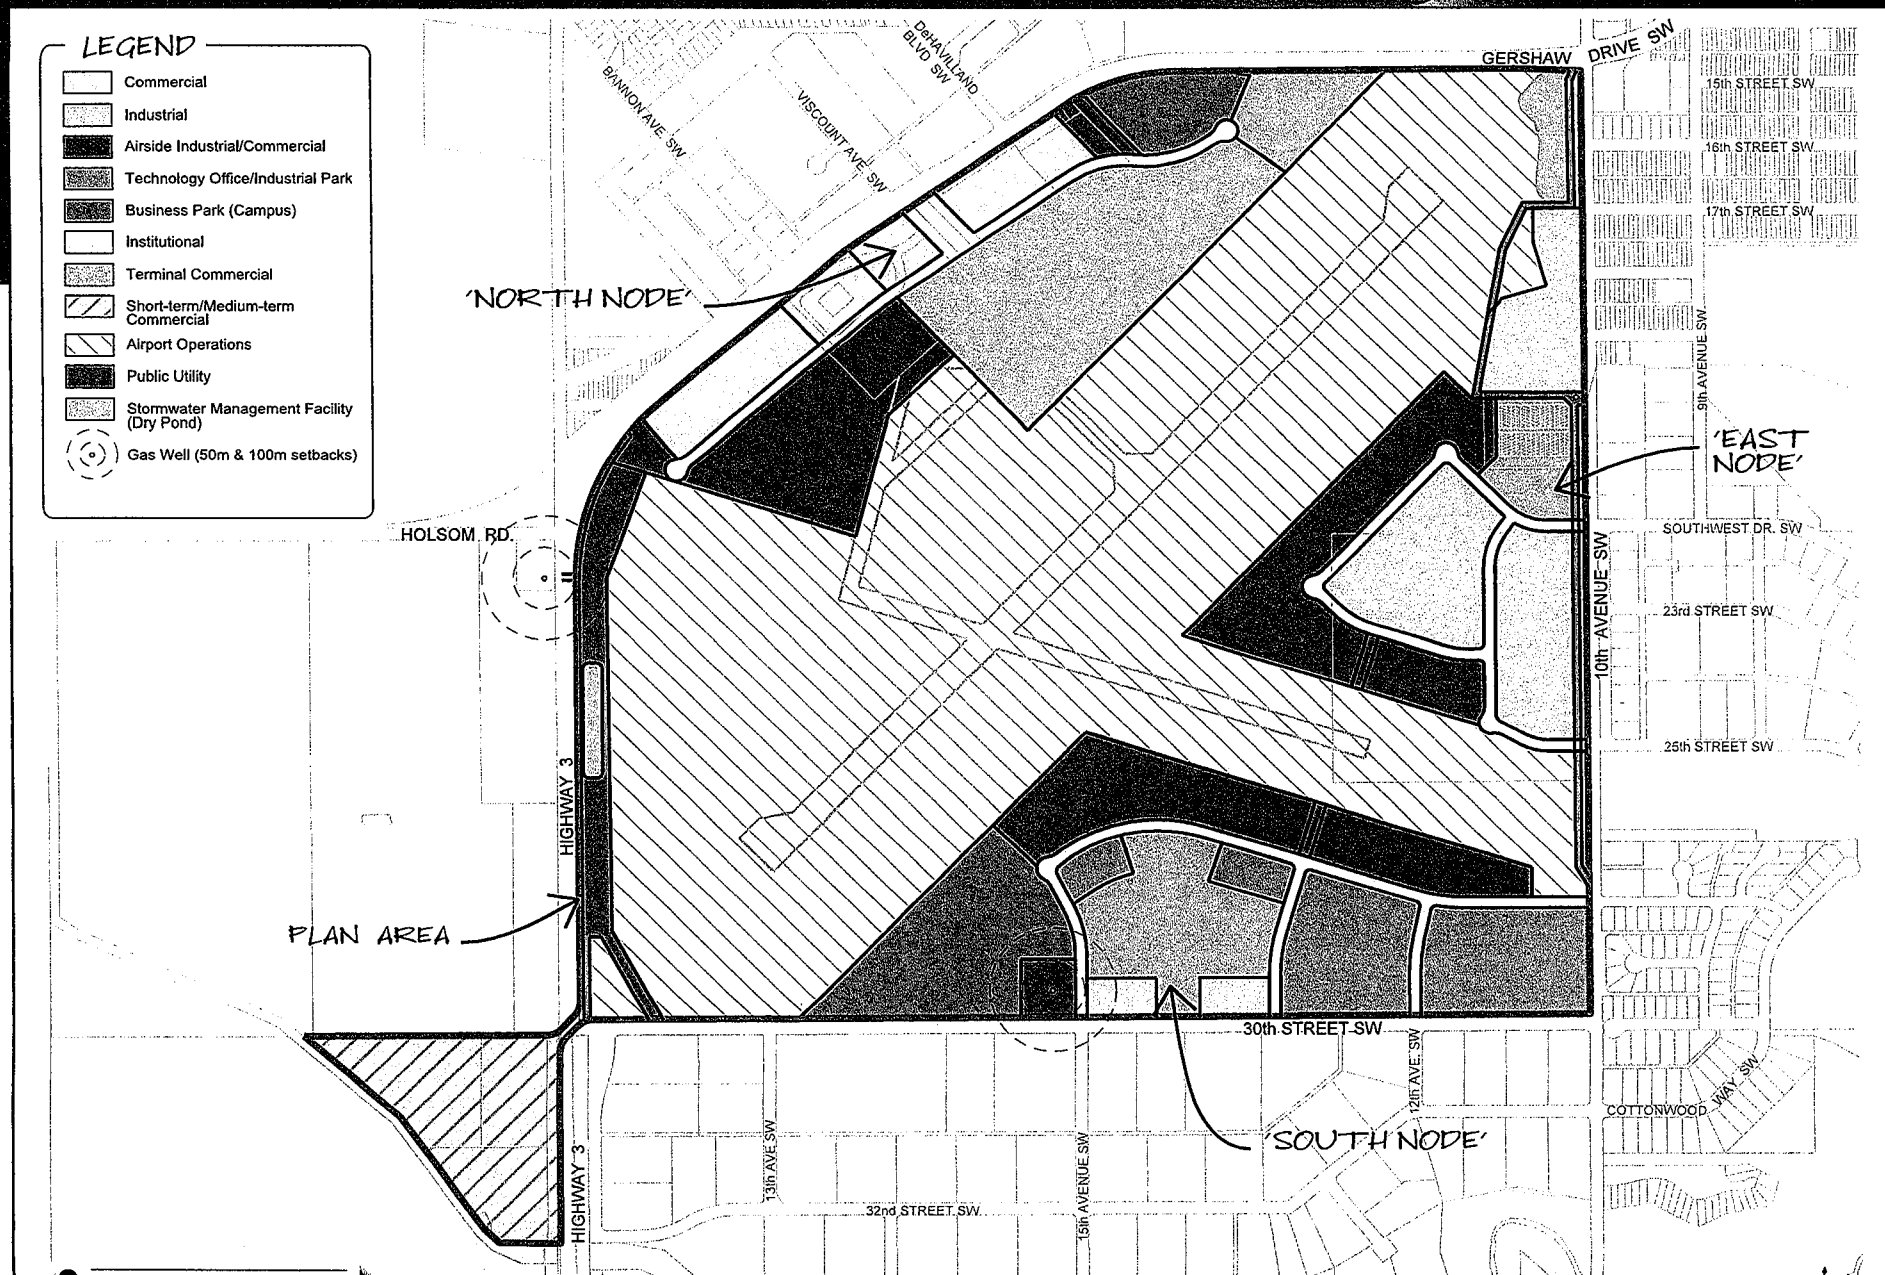 LEGEND
Commercial
Industrial
Airside Industrial/Commercial
Technology Office/Industrial Park
Business Park (Campus)
Institutional
Terminal Commercial
Short-term/Medium-term
Commercial
Airport Operations
Public Utility
Stormwater Management Facility
(Dry Pond)
Gas Well (50m & 100m setbacks)
BANNON AVE. SW
VISCOUNT AVE. SW
DeHAVILLAND
BLVD SW
GERSHAW DRIVE SW
15th STREET SW
16th STREET SW
17th STREET SW
9th AVENUE SW
'NORTH NODE'
'EAST
NODE'
HOLSOM RD.
SOUTHWEST DR. SW
10th AVENUE SW
23rd STREET SW
25th STREET SW
HIGHWAY 3
PLAN AREA
30th STREET SW
12th AVE. SW
COTTONWOOD WAY SW
'SOUTH NODE'
HIGHWAY 3
13th AVE SW
15th AVENUE SW
32nd STREET SW